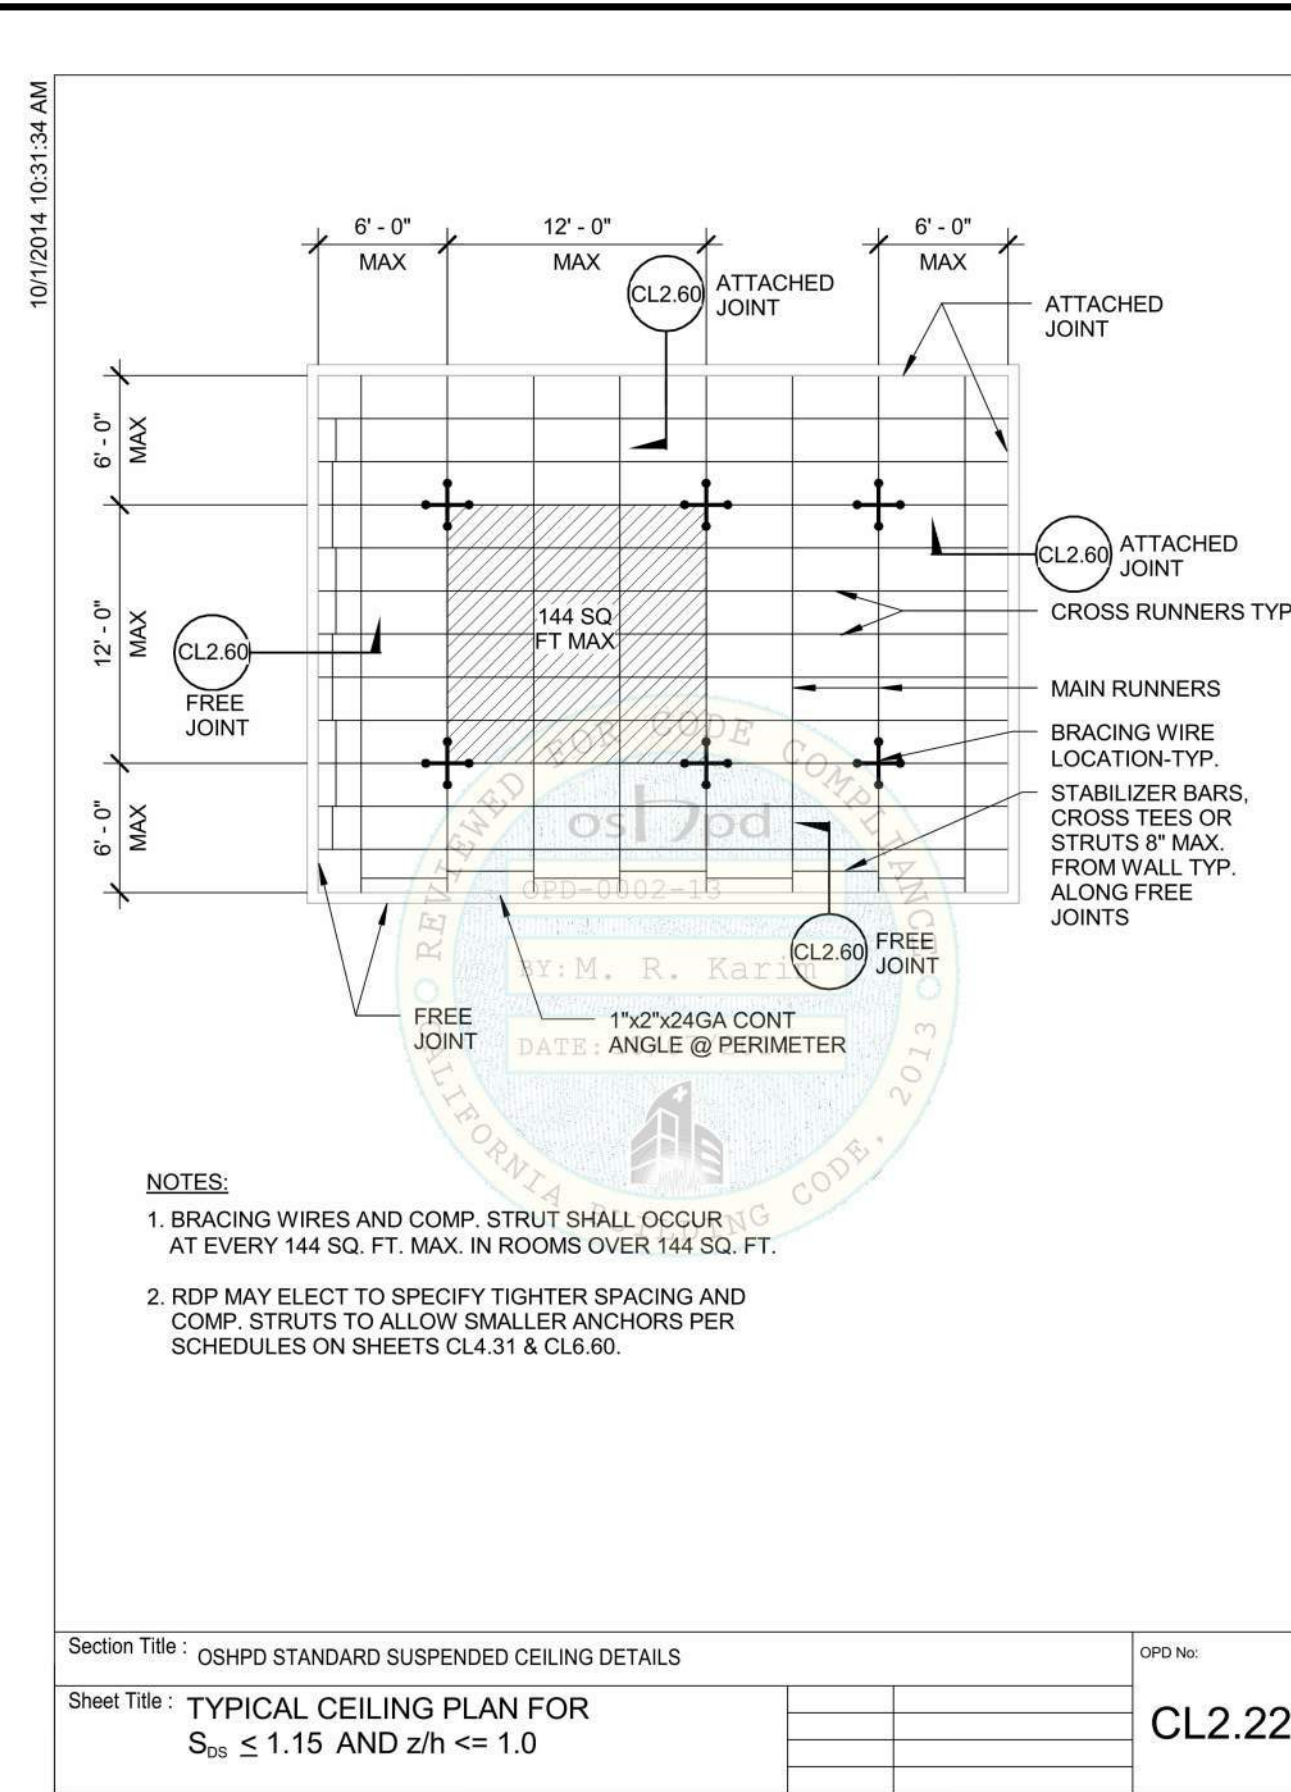 10/1/2014 10:31:34 AM
6' - 0"
MAX
12' - 0"
MAX
6' - 0"
MAX
CL2.60
ATTACHED
JOINT
ATTACHED
JOINT
6' - 0"
MAX
12' - 0"
MAX
6' - 0"
MAX
144 SQ
FT MAX
CL2.60
FREE
JOINT
CL2.60
ATTACHED
JOINT
CROSS RUNNERS TYP
MAIN RUNNERS
BRACING WIRE
LOCATION-TYP.
STABILIZER BARS,
CROSS TEES OR
STRUTS 8" MAX.
FROM WALL TYP.
ALONG FREE
JOINTS
CL2.60
FREE
JOINT
FREE
JOINT
1"x2"x24GA CONT
ANGLE @ PERIMETER
REVIEWED FOR CODE COMPLIANCE
oshpd
OPD-0002-13
BY: M. R. Karim
DATE:
CALIFORNIA BUILDING CODE, 2013
NOTES:
1. BRACING WIRES AND COMP. STRUT SHALL OCCUR
AT EVERY 144 SQ. FT. MAX. IN ROOMS OVER 144 SQ. FT.
2. RDP MAY ELECT TO SPECIFY TIGHTER SPACING AND
COMP. STRUTS TO ALLOW SMALLER ANCHORS PER
SCHEDULES ON SHEETS CL4.31 & CL6.60.
Section Title : OSHPD STANDARD SUSPENDED CEILING DETAILS
OPD No:
Sheet Title : TYPICAL CEILING PLAN FOR
S_DS ≤ 1.15 AND z/h <= 1.0
CL2.22